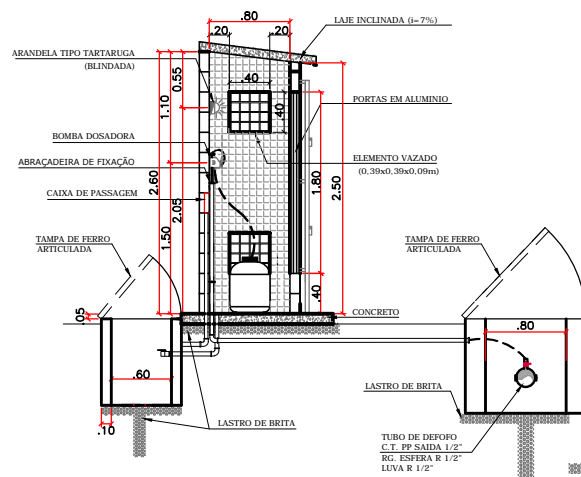 .80
LAJE INCLINADA (i=7%)
.20
.20
ARANDELA TIPO TARTARUGA
(BLINDADA)
0.55
.40
.40
PORTAS EM ALUMINIO
1.10
BOMBA DOSADORA
ABRAÇADEIRA DE FIXAÇÃO
ELEMENTO VAZADO
(0,39x0,39x0,09m)
2.60
1.80
2.50
CAIXA DE PASSAGEM
2.05
1.50
TAMPA DE FERRO
ARTICULADA
TAMPA DE FERRO
ARTICULADA
.40
.05
CONCRETO
.80
.60
LASTRO DE BRITA
.10
LASTRO DE BRITA
TUBO DE DEFOFO
C.T. PP SAIDA 1/2"
RG. ESFERA R 1/2"
LUVA R 1/2"